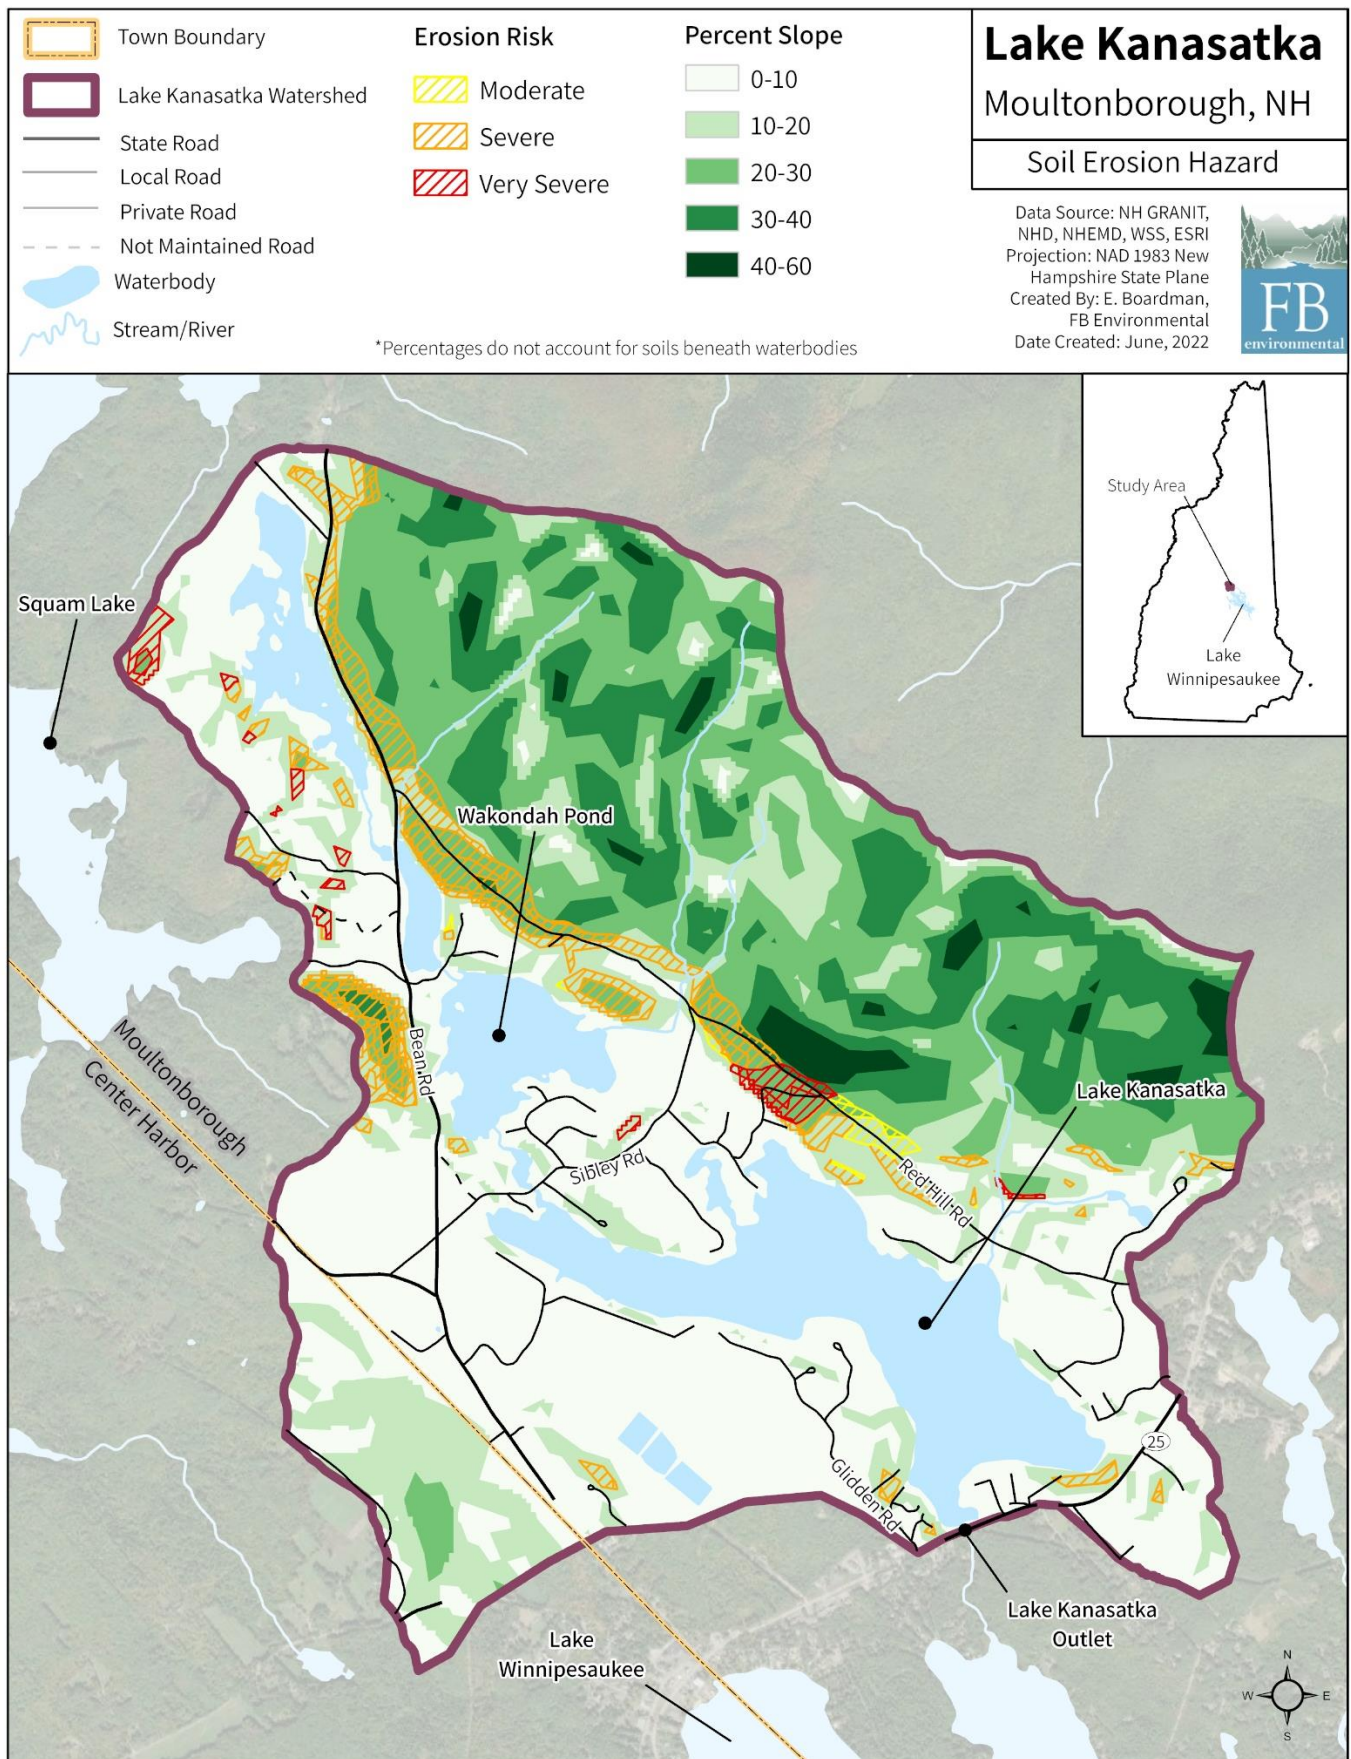 Town Boundary
Lake Kanasatka Watershed
State Road
Local Road
Private Road
Not Maintained Road
Waterbody
Stream/River
Erosion Risk
Moderate
Severe
Very Severe
Percent Slope
0-10
10-20
20-30
30-40
40-60
*Percentages do not account for soils beneath waterbodies
Lake Kanasatka
Moultonborough, NH
Soil Erosion Hazard
Data Source: NH GRANIT,
NHD, NHEMD, WSS, ESRI
Projection: NAD 1983 New
Hampshire State Plane
Created By: E. Boardman,
FB Environmental
Date Created: June, 2022
FB
environmental
Study Area
Lake
Winnipesaukee
Squam Lake
Wakondah Pond
Moultonborough
Center Harbor
Bean Rd
Lake Kanasatka
Sibley Rd
Red Hill Rd
25
Glidden Rd
Lake Kanasatka
Outlet
Lake
Winnipesaukee
N
W
E
S